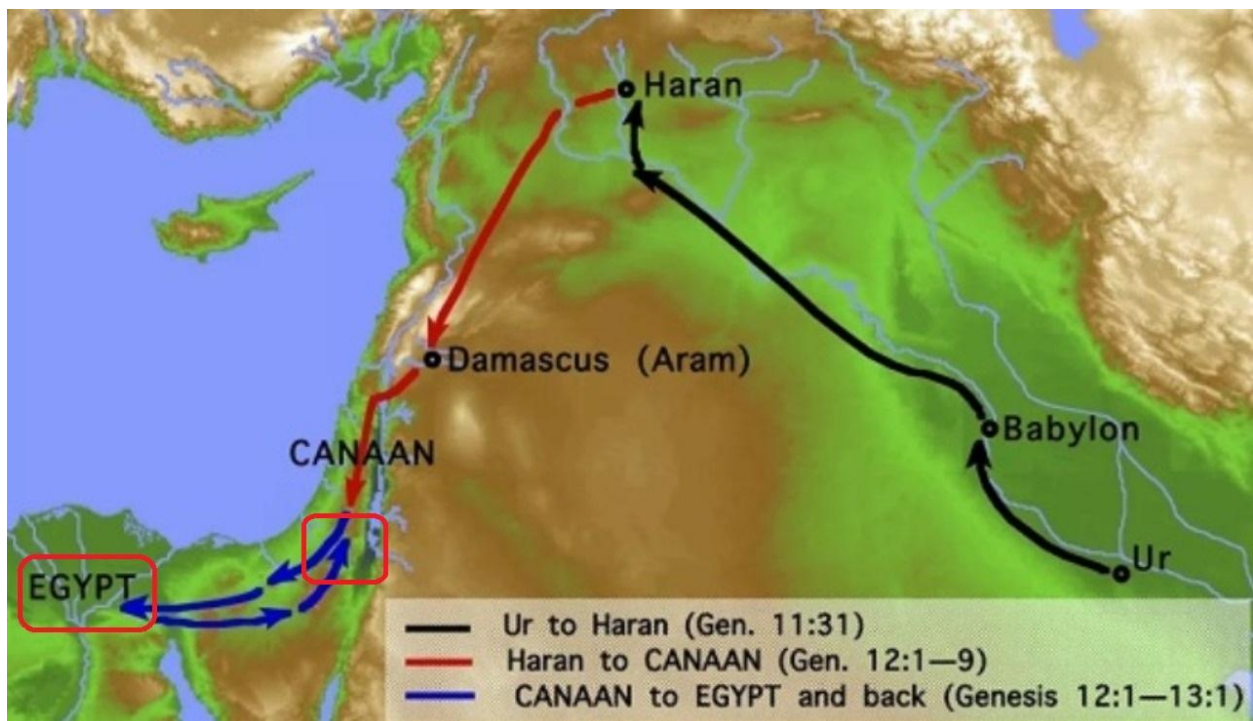 Haran
Damascus (Aram)
CANAAN
Babylon
EGYPT
Ur
Ur to Haran (Gen. 11:31)
Haran to CANAAN (Gen. 12:1—9)
CANAAN to EGYPT and back (Genesis 12:1—13:1)